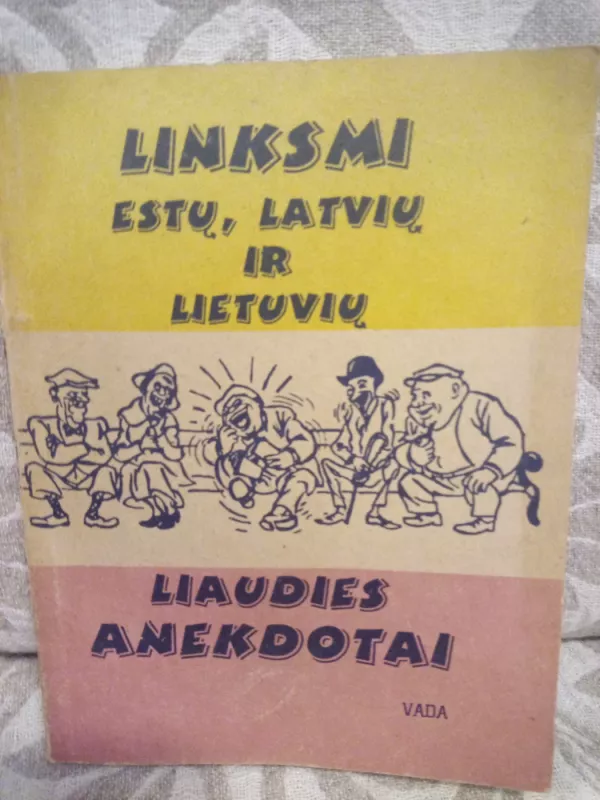 LINKSMI
ESTŲ, LATVIŲ
IR
LIETUVIŲ
LIAUDIES
ANEKDOTAI
VADA